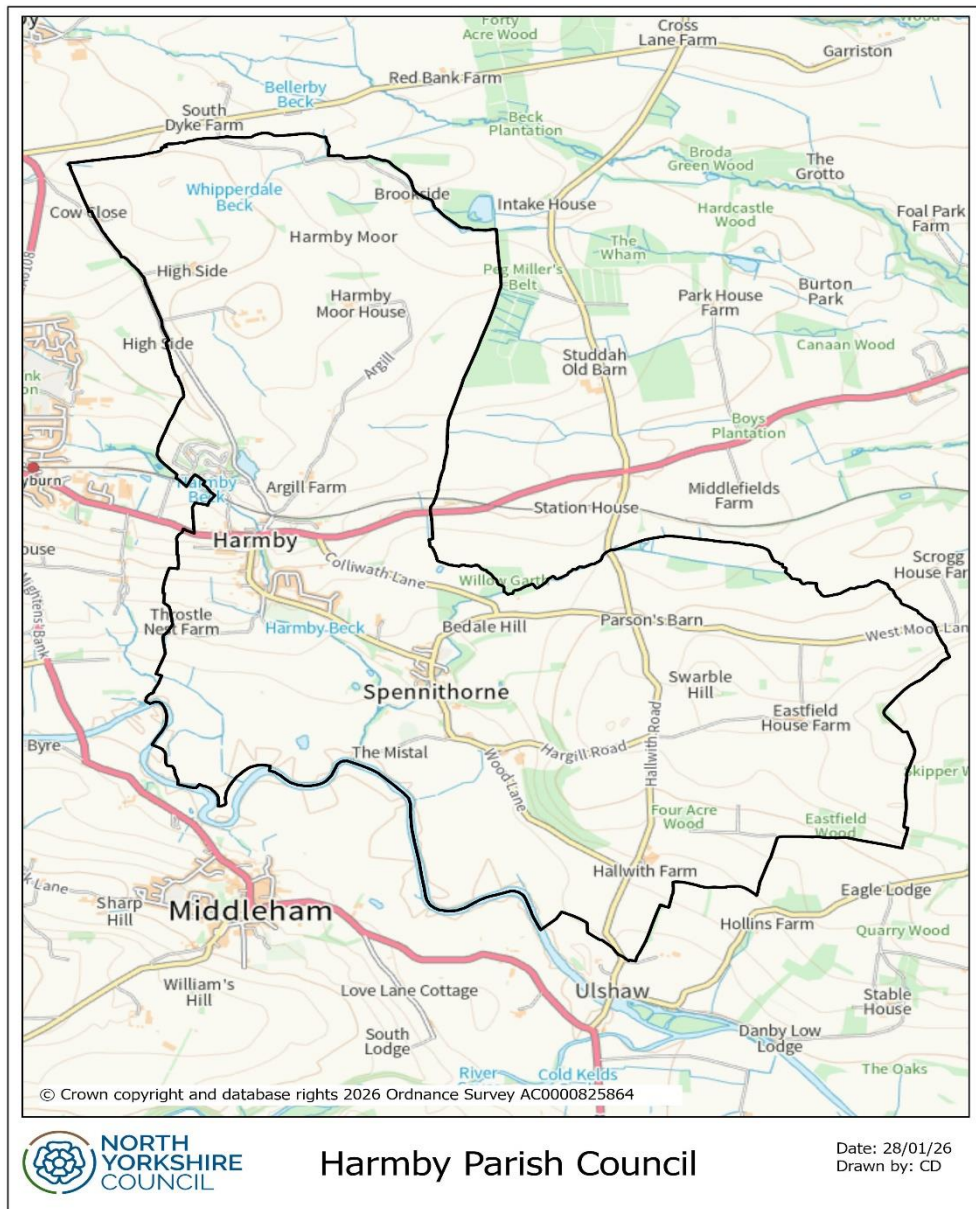 Forty
Acre Wood
Cross
Lane Farm
Garriston
Red Bank Farm
Bellerby
Beck
South
Dyke Farm
Beck
Plantation
Broda
Green Wood
The
Grotto
Whipperdale
Beck
Brookside
Cow Close
Intake House
Hardcastle
Wood
Foal Park
Farm
Harmby Moor
The
Wham
High Side
Peg Miller's
Belt
Burton
Park
Harmby
Moor House
Park House
Farm
High Side
Argill
Studdah
Old Barn
Canaan Wood
Boys
Plantation
yburn
Harmby
Beck
Argill Farm
Middlefields
Farm
Station House
Harmby
Colliwath Lane
Willow Garth
Scrogg
House Far
Mightens Bank
Throstle
Nest Farm
Harmby Beck
Bedale Hill
Parson's Barn
West Moor Lan
Spennithorne
Swarble
Hill
Eastfield
House Farm
Byre
The Mistal
Hargill Road
Hallwith Road
Wood Lane
Skipper W
Four Acre
Wood
Eastfield
Wood
Hallwith Farm
Eagle Lodge
Sharp
Hill
Middleham
Hollins Farm
Quarry Wood
William's
Hill
Love Lane Cottage
Ulshaw
Stable
House
South
Lodge
Danby Low
Lodge
The Oaks
River
Cold Kelds
© Crown copyright and database rights 2026 Ordnance Survey AC0000825864
NORTH
YORKSHIRE
COUNCIL
Harmby Parish Council
Date: 28/01/26
Drawn by: CD